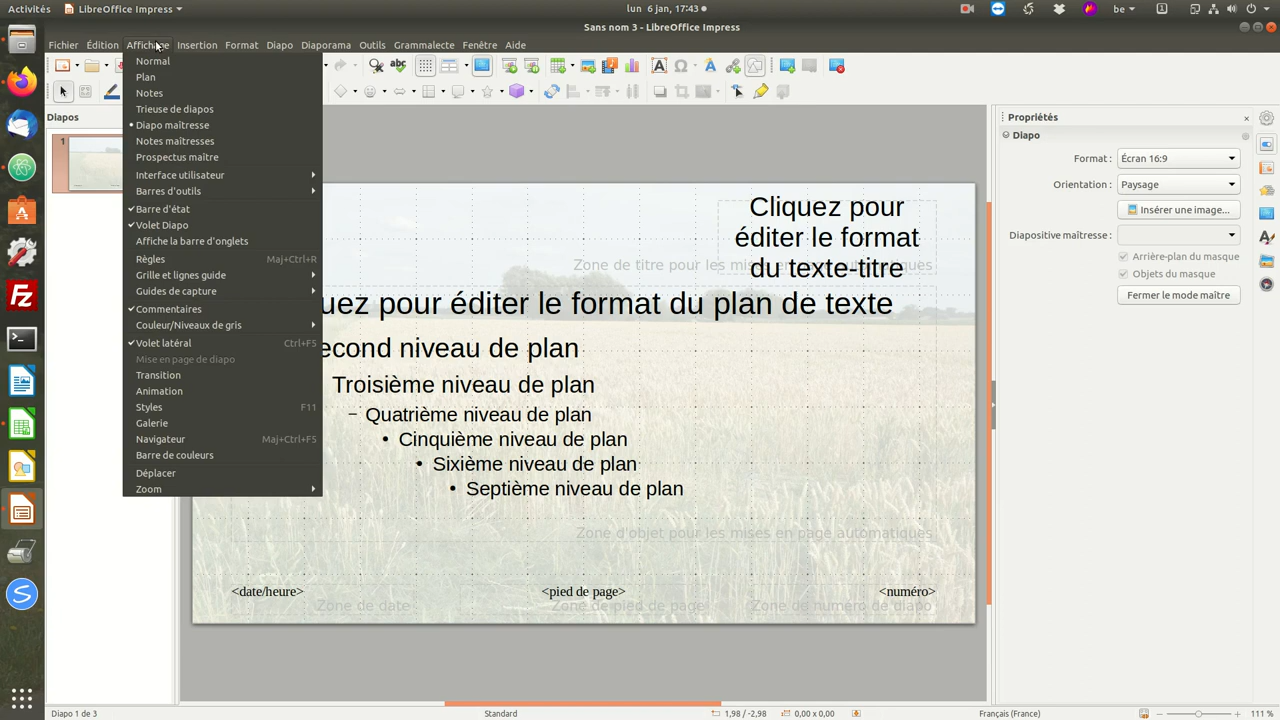 Activités
LibreOffice Impress
lun 6 jan, 17:43
be
Sans nom 3 - LibreOffice Impress
Fichier Édition Affichage Insertion Format Diapo Diaporama Outils Grammalecte Fenêtre Aide
Normal
Plan
Notes
Trieuse de diapos
Diapo maîtresse
Notes maîtresses
Prospectus maître
Interface utilisateur
Barres d'outils
Barre d'état
Volet Diapo
Affiche la barre d'onglets
Règles Maj+Ctrl+R
Grille et lignes guide
Guides de capture
Commentaires
Couleur/Niveaux de gris
Volet latéral Ctrl+F5
Mise en page de diapo
Transition
Animation
Styles F11
Galerie
Navigateur Maj+Ctrl+F5
Barre de couleurs
Déplacer
Zoom
Diapos
1
Cliquez pour
éditer le format
du texte-titre
Zone de titre pour les mises en page automatiques
uez pour éditer le format du plan de texte
econd niveau de plan
Troisième niveau de plan
– Quatrième niveau de plan
• Cinquième niveau de plan
• Sixième niveau de plan
• Septième niveau de plan
Zone d'objet pour les mises en page automatiques
<date/heure> <pied de page> <numéro>
Zone de date Zone de pied de page Zone de numéro de diapo
Propriétés
Diapo
Format: Écran 16:9
Orientation: Paysage
Insérer une image...
Diapositive maîtresse:
Arrière-plan du masque
Objets du masque
Fermer le mode maître
Diapo 1 de 3 Standard 1,98 / -2,98 0,00 x 0,00 Français (France) 111 %